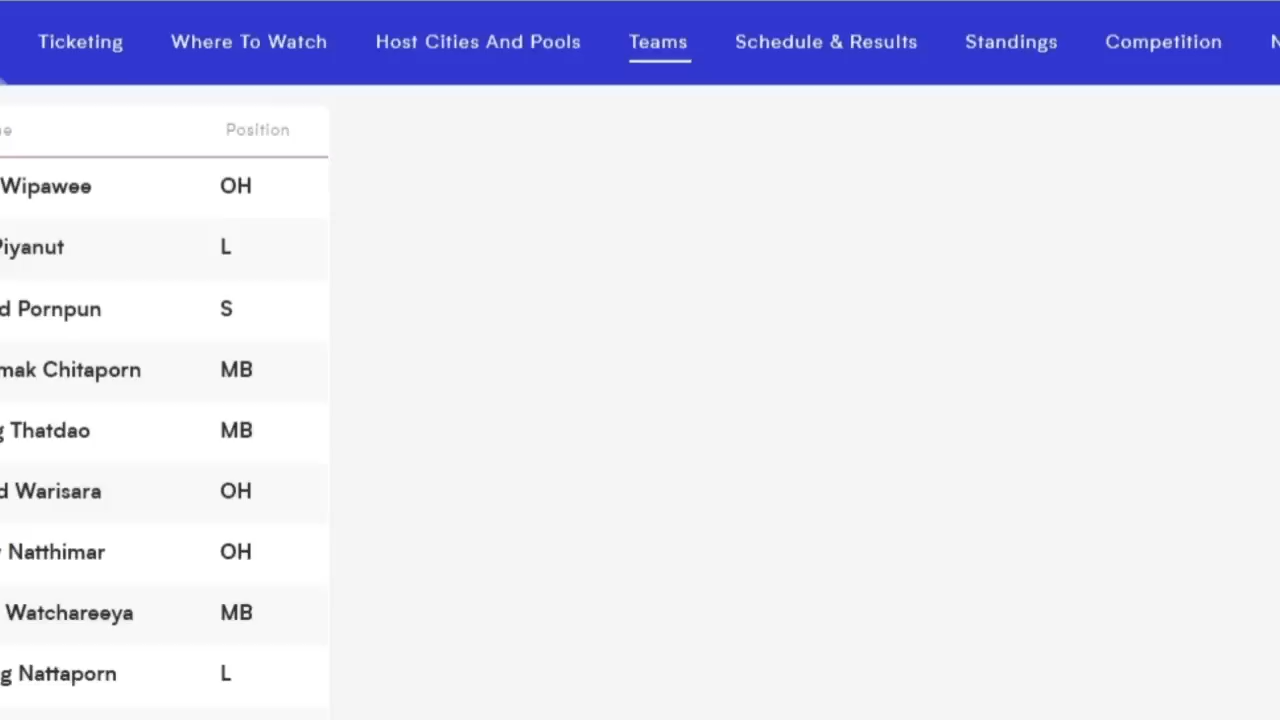 Ticketing Where To Watch Host Cities And Pools Teams Schedule & Results Standings Competition
Position
Wipawee OH
Piyanut L
Pornpun S
Chitaporn MB
Thatdao MB
Warisara OH
Natthimar OH
Watchareeya MB
Nattaporn L